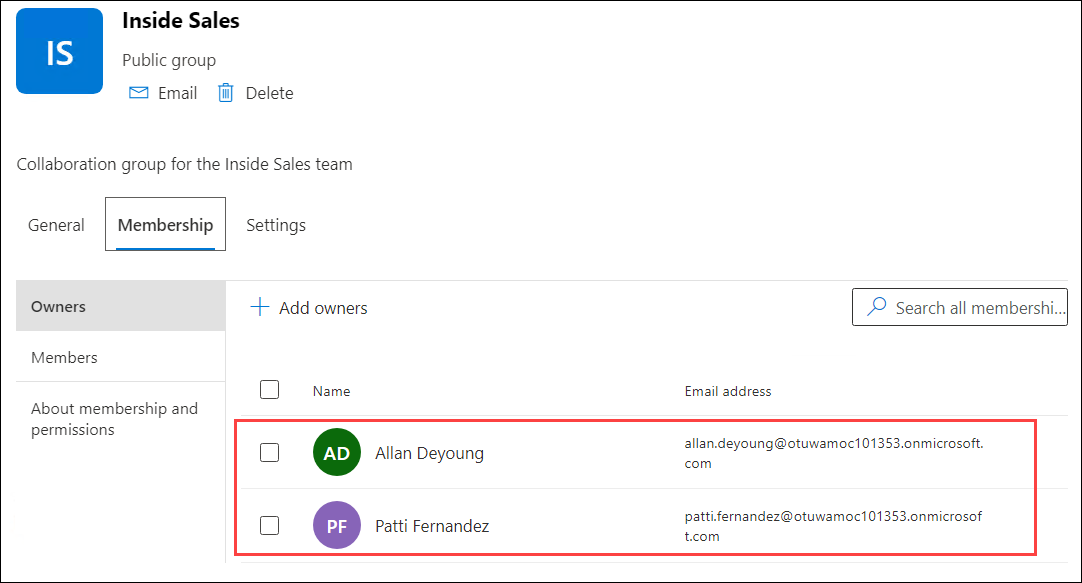 IS
Inside Sales
Public group
Email
Delete
Collaboration group for the Inside Sales team
General
Membership
Settings
Owners
Members
About membership and
permissions
Add owners
Search all membershi...
Name
Email address
AD
Allan Deyoung
allan.deyoung@otuwamoc101353.onmicrosoft.
com
PF
Patti Fernandez
patti.fernandez@otuwamoc101353.onmicrosof
t.com